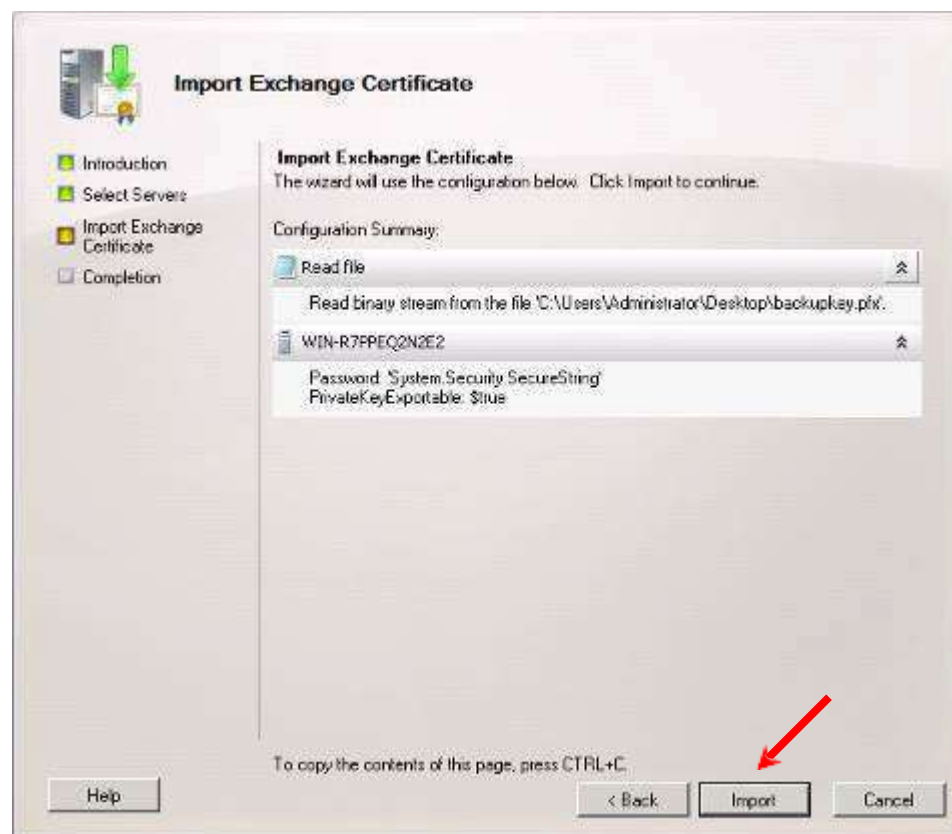 Import Exchange Certificate
Introduction
Select Servers
Import Exchange
Certificate
Completion
Import Exchange Certificate
The wizard will use the configuration below. Click Import to continue.
Configuration Summary:
Read file
Read binary stream from the file 'C:\Users\Administrator\Desktop\backupkey.pfx'.
WIN-R7PPEQ2N2E2
Password: 'System.Security.SecureString'
PrivateKeyExportable: $true
To copy the contents of this page, press CTRL+C.
Help
< Back
Import
Cancel